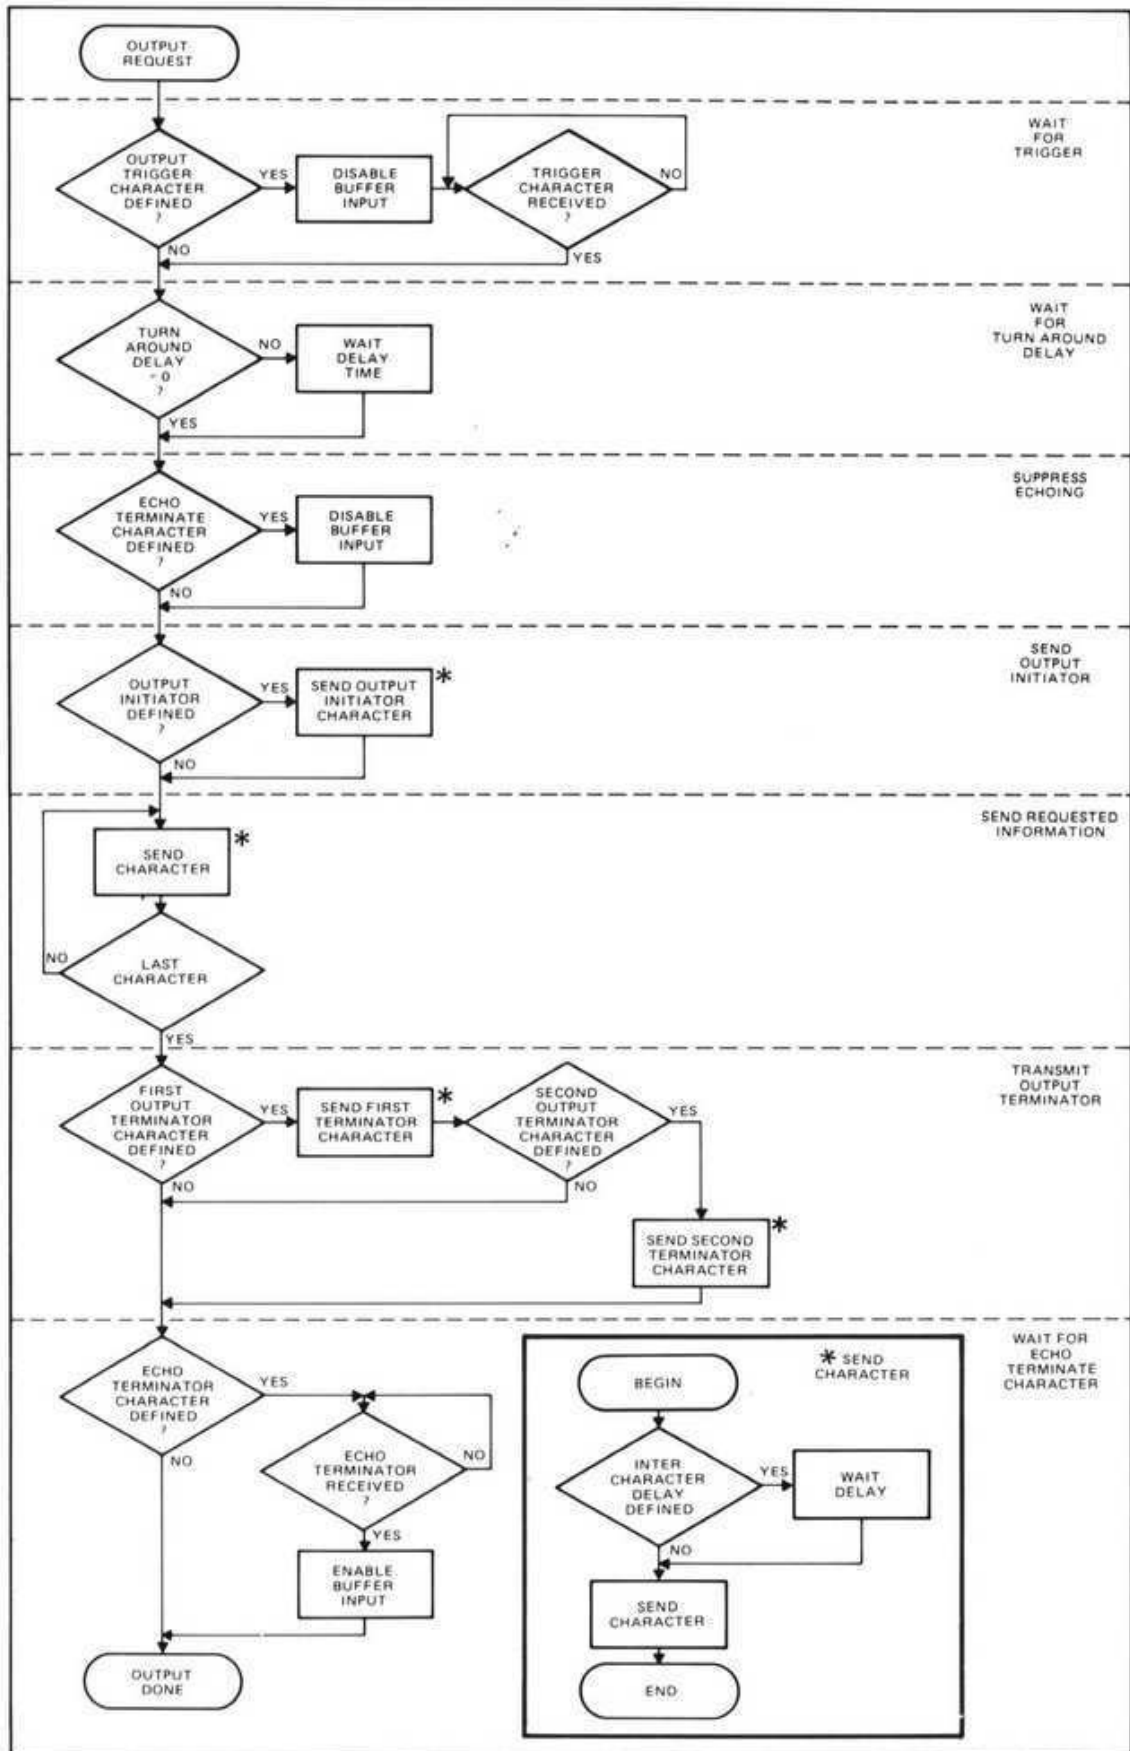 OUTPUT
REQUEST
WAIT
FOR
TRIGGER
OUTPUT
TRIGGER
CHARACTER
DEFINED
?
YES
DISABLE
BUFFER
INPUT
TRIGGER
CHARACTER
RECEIVED
?
NO
NO
YES
WAIT
FOR
TURN AROUND
DELAY
TURN
AROUND
DELAY
= 0
?
NO
WAIT
DELAY
TIME
YES
SUPPRESS
ECHOING
ECHO
TERMINATE
CHARACTER
DEFINED
?
YES
DISABLE
BUFFER
INPUT
NO
SEND
OUTPUT
INITIATOR
OUTPUT
INITIATOR
DEFINED
?
YES
SEND OUTPUT
INITIATOR
CHARACTER
*
NO
SEND REQUESTED
INFORMATION
SEND
CHARACTER
*
NO
LAST
CHARACTER
YES
TRANSMIT
OUTPUT
TERMINATOR
FIRST
OUTPUT
TERMINATOR
CHARACTER
DEFINED
?
YES
SEND FIRST
TERMINATOR
CHARACTER
*
SECOND
OUTPUT
TERMINATOR
CHARACTER
DEFINED
?
YES
NO
NO
SEND SECOND
TERMINATOR
CHARACTER
*
WAIT FOR
ECHO
TERMINATE
CHARACTER
ECHO
TERMINATOR
CHARACTER
DEFINED
?
YES
NO
ECHO
TERMINATOR
RECEIVED
?
NO
YES
ENABLE
BUFFER
INPUT
OUTPUT
DONE
* SEND
CHARACTER
BEGIN
INTER
CHARACTER
DELAY
DEFINED
YES
WAIT
DELAY
NO
SEND
CHARACTER
END